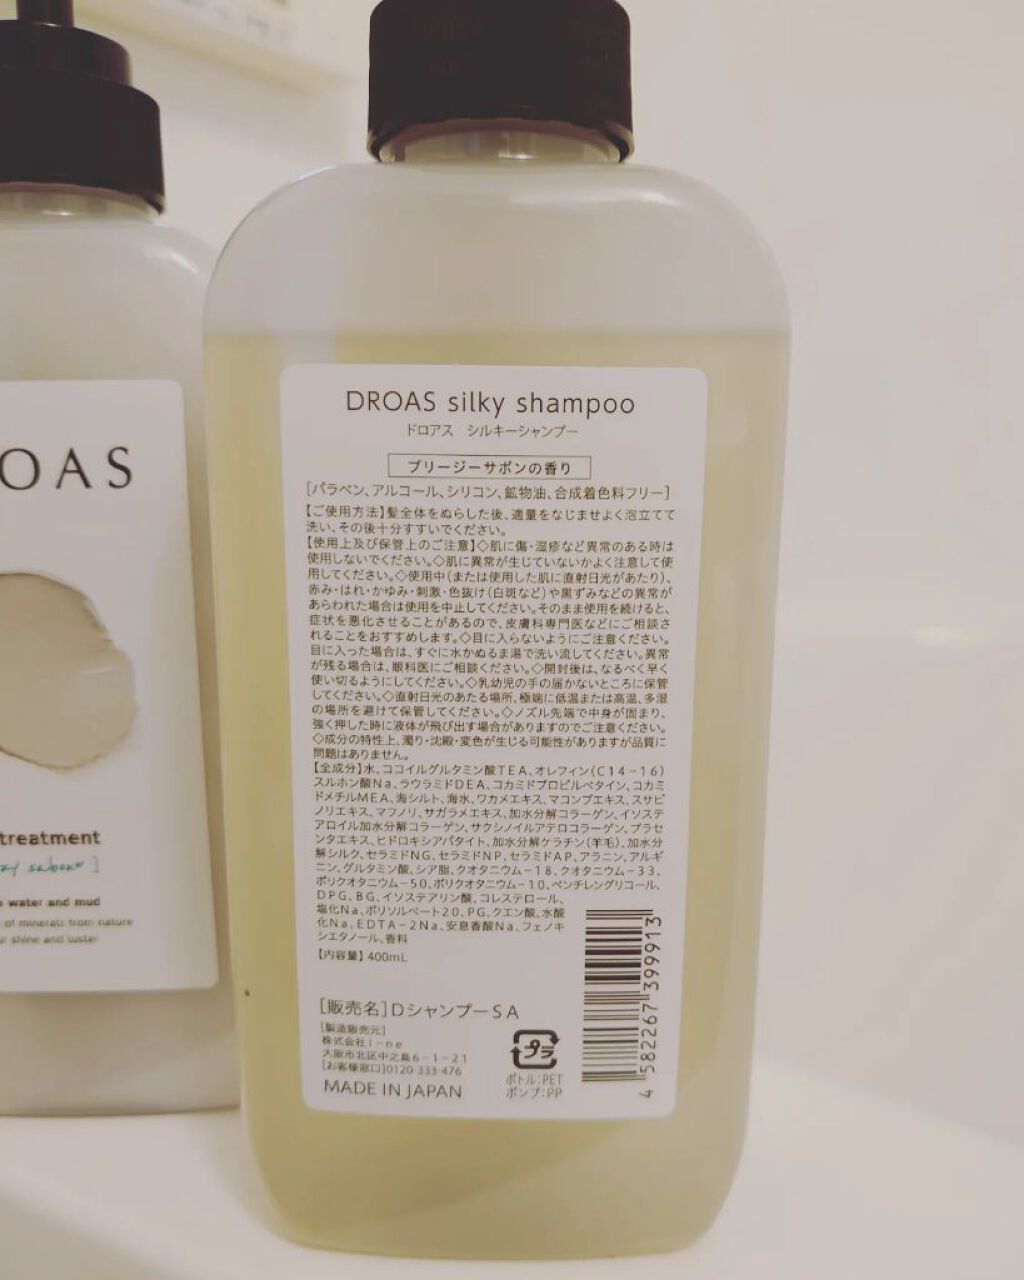 OAS
treatment
water and mud
of minerals from nature
shine and luster
DROAS silky shampoo
ドロアス シルキーシャンプー
ブリージーサボンの香り
[パラベン、アルコール、シリコン、鉱物油、合成着色料フリー]
【ご使用方法】髪全体をぬらした後、適量をなじませよく泡立てて
洗い、その後十分すすいでください。
【使用上及び保管上のご注意】◇肌に傷・湿疹など異常のある時は
使用しないでください。◇肌に異常が生じていないかよく注意して使
用してください。◇使用中(または使用した肌に直射日光があたり)、
赤み・はれ・かゆみ・刺激・色抜け(白斑など)や黒ずみなどの異常が
あらわれた場合は使用を中止してください。そのまま使用を続けると、
症状を悪化させることがあるので、皮膚科専門医などにご相談さ
れることをおすすめします。◇目に入らないようにご注意ください。
目に入った場合は、すぐに水かぬるま湯で洗い流してください。異常
が残る場合は、眼科医にご相談ください。◇開封後は、なるべく早く
使い切るようにしてください。◇乳幼児の手の届かないところに保管
してください。◇直射日光のあたる場所、極端に低温または高温、多湿
の場所を避けて保管してください。◇ノズル先端で中身が固まり、
強く押した時に液体が飛び出す場合がありますのでご注意ください。
◇成分の特性上、濁り・沈殿・変色が生じる可能性がありますが品質に
問題はありません。
【全成分】水、ココイルグルタミン酸TEA、オレフィン(C14-16)
スルホン酸Na、ラウラミドDEA、コカミドプロピルベタイン、コカミ
ドメチルMEA、海シルト、海水、ワカメエキス、マコンブエキス、スサビ
ノリエキス、マフノリ、サガラメエキス、加水分解コラーゲン、イソステ
アロイル加水分解コラーゲン、サクシノイルアテロコラーゲン、プラセ
ンタエキス、ヒドロキシアパタイト、加水分解ケラチン(羊毛)、加水分
解シルク、セラミドNG、セラミドNP、セラミドAP、アラニン、アルギ
ニン、グルタミン酸、シア脂、クオタニウム-18、クオタニウム-33、
ポリクオタニウム-50、ポリクオタニウム-10、ペンチレングリコール、
DPG、BG、イソステアリン酸、コレステロール、
塩化Na、ポリソルベート20、PG、クエン酸、水酸
化Na、EDTA-2Na、安息香酸Na、フェノキ
シエタノール、香料
【内容量】400mL
[販売名]DシャンプーSA
[製造販売元]
株式会社I-ne
大阪市北区中之島6-1-21
[お客様窓口]0120-333-476
MADE IN JAPAN
プラ
ボトル:PET
ポンプ:PP
4 582267 399913